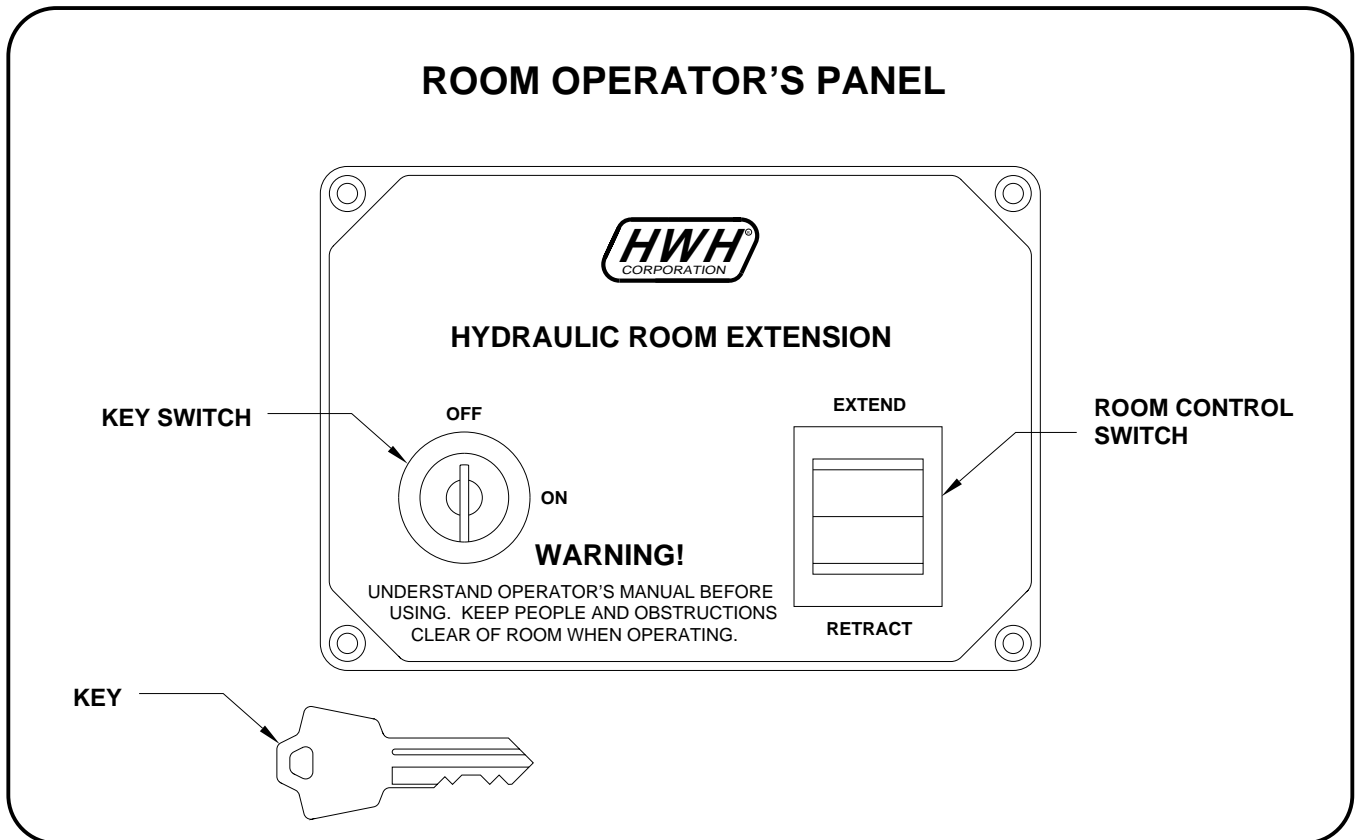 ROOM OPERATOR’S PANEL
HWH®
CORPORATION
HYDRAULIC ROOM EXTENSION
KEY SWITCH
OFF
ON
EXTEND
RETRACT
ROOM CONTROL
SWITCH
WARNING!
UNDERSTAND OPERATOR’S MANUAL BEFORE
USING. KEEP PEOPLE AND OBSTRUCTIONS
CLEAR OF ROOM WHEN OPERATING.
KEY